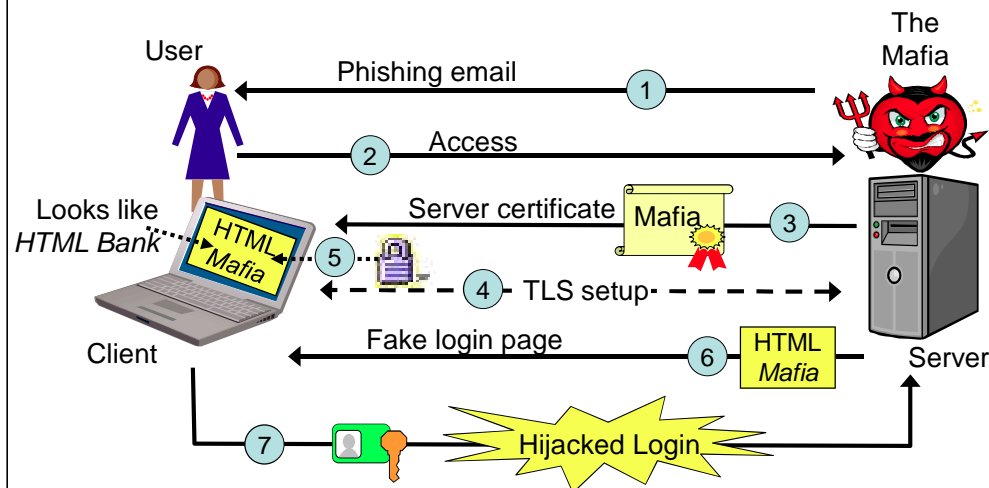 The
Mafia
User
Phishing email
1
2
Access
Looks like
HTML Bank
HTML
Mafia
Server certificate
Mafia
3
5
4
TLS setup
Client
Fake login page
6
HTML
Mafia
Server
7
Hijacked Login